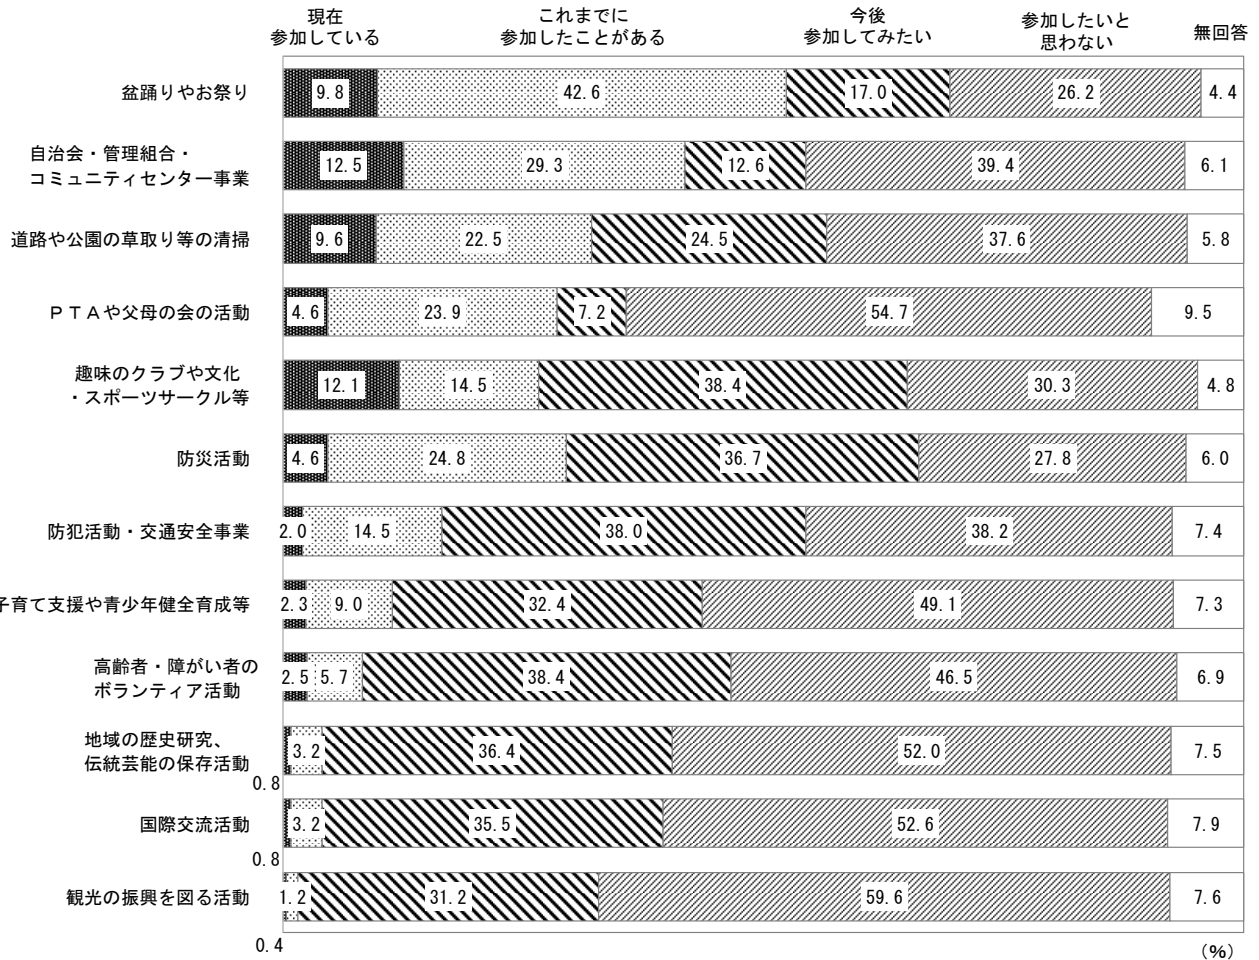 現在
参加している
これまでに
参加したことがある
今後
参加してみたい
参加したいと
思わない
無回答
盆踊りやお祭り
9.8 42.6 17.0 26.2 4.4
自治会・管理組合・
コミュニティセンター事業
12.5 29.3 12.6 39.4 6.1
道路や公園の草取り等の清掃
9.6 22.5 24.5 37.6 5.8
ＰＴＡや父母の会の活動
4.6 23.9 7.2 54.7 9.5
趣味のクラブや文化
・スポーツサークル等
12.1 14.5 38.4 30.3 4.8
防災活動
4.6 24.8 36.7 27.8 6.0
防犯活動・交通安全事業
2.0 14.5 38.0 38.2 7.4
子育て支援や青少年健全育成等
2.3 9.0 32.4 49.1 7.3
高齢者・障がい者の
ボランティア活動
2.5 5.7 38.4 46.5 6.9
地域の歴史研究、
伝統芸能の保存活動
0.8 3.2 36.4 52.0 7.5
国際交流活動
0.8 3.2 35.5 52.6 7.9
観光の振興を図る活動
0.4 1.2 31.2 59.6 7.6
(%)